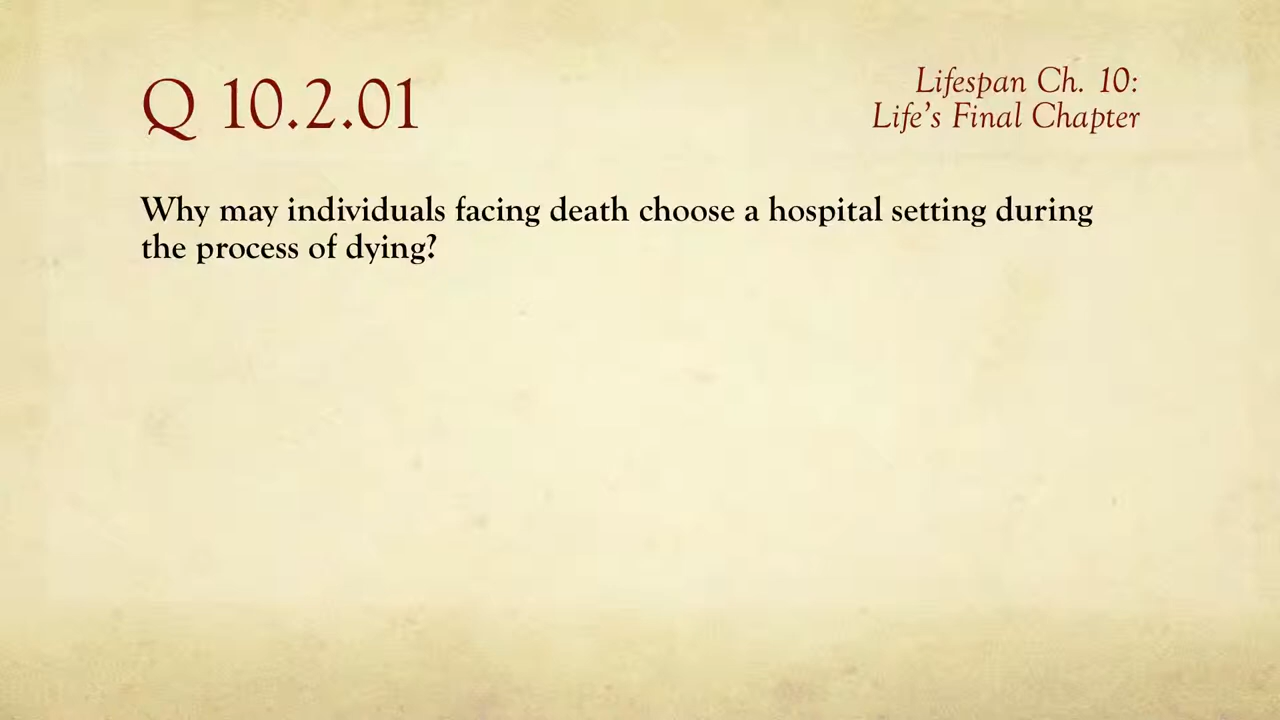 Q 10.2.01
Lifespan Ch. 10:
Life's Final Chapter
Why may individuals facing death choose a hospital setting during
the process of dying?